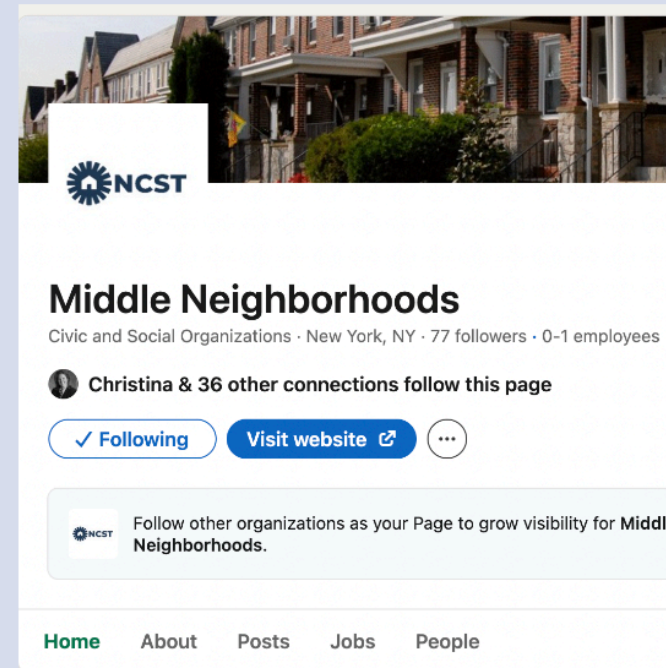 NCST
Middle Neighborhoods
Civic and Social Organizations · New York, NY · 77 followers · 0-1 employees
Christina & 36 other connections follow this page
✓ Following
Visit website
NCST
Follow other organizations as your Page to grow visibility for Middl
Neighborhoods.
Home About Posts Jobs People